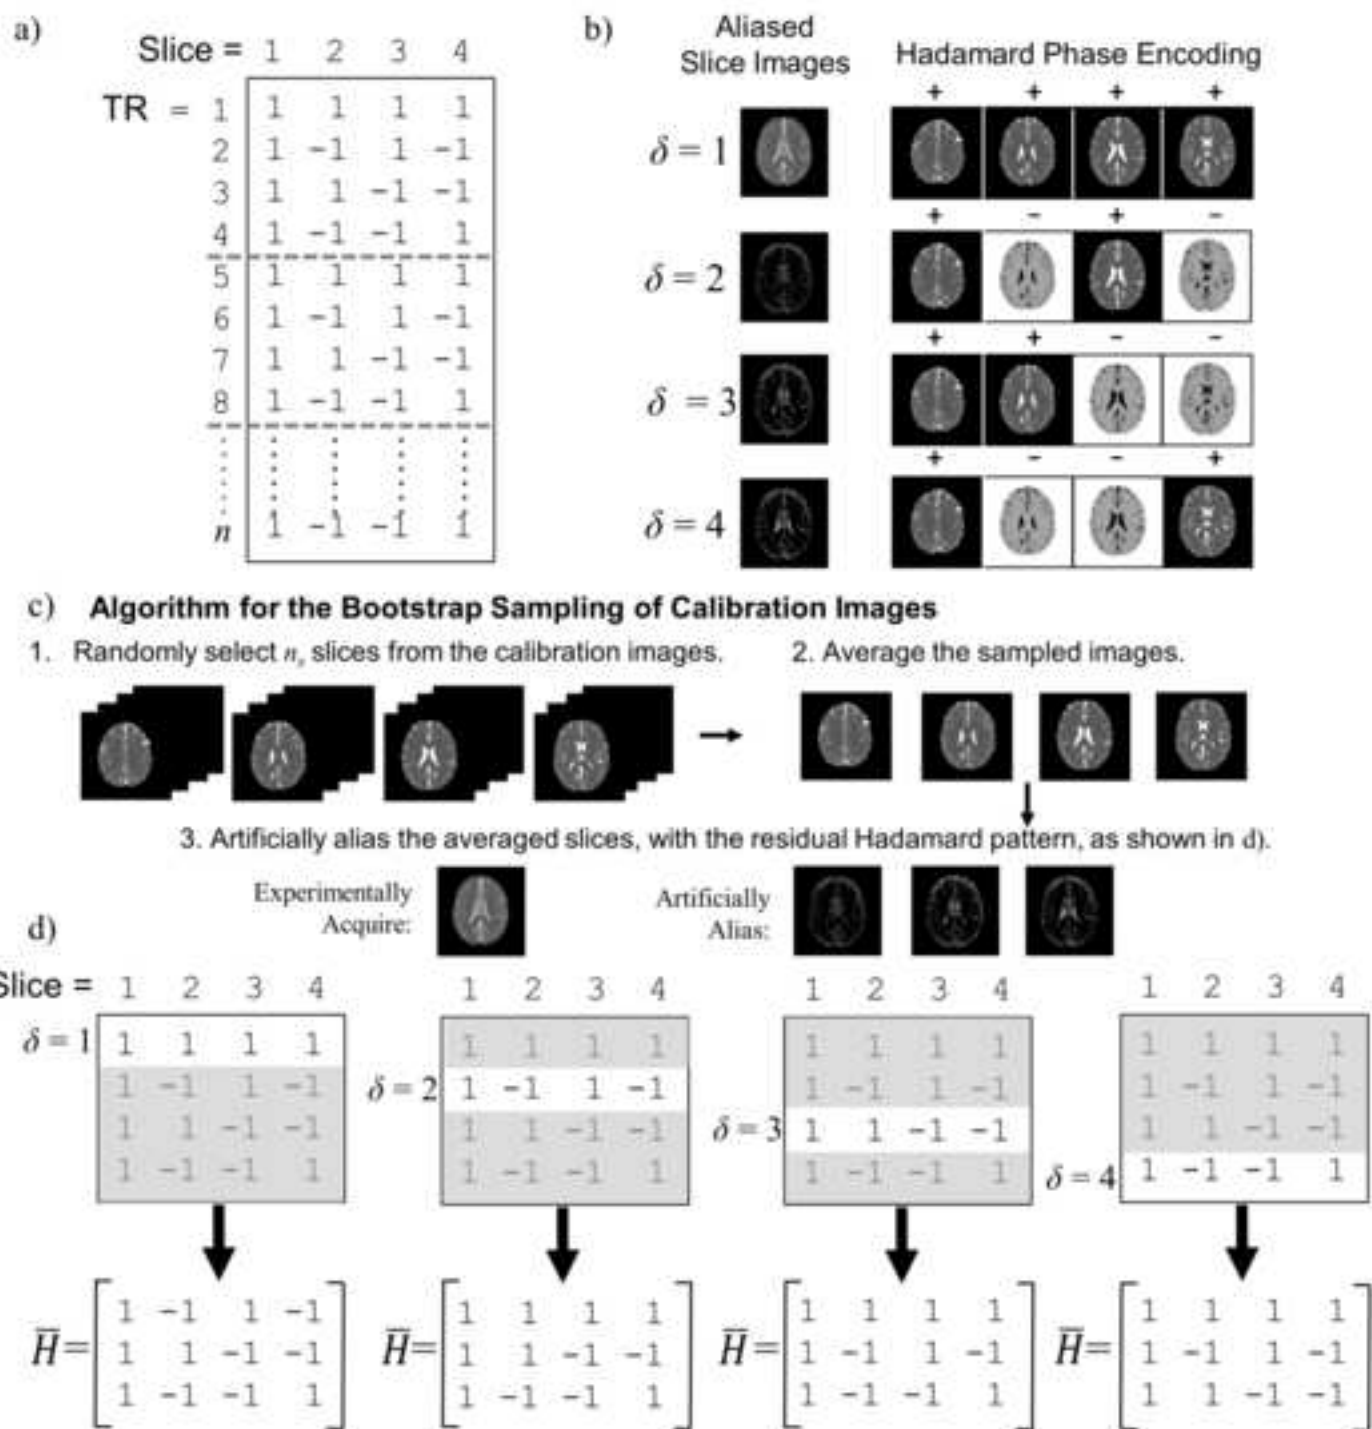 a)
Slice = 1 2 3 4
TR = 1 1 1 1 1
2 1 -1 1 -1
3 1 1 -1 -1
4 1 -1 -1 1
5 1 1 1 1
6 1 -1 1 -1
7 1 1 -1 -1
8 1 -1 -1 1
n 1 -1 -1 1
b)
Aliased
Slice Images
Hadamard Phase Encoding
+ + + +
δ = 1
+ - + -
δ = 2
+ + - -
δ = 3
+ - - +
δ = 4
c) Algorithm for the Bootstrap Sampling of Calibration Images
1. Randomly select n slices from the calibration images.
2. Average the sampled images.
3. Artificially alias the averaged slices, with the residual Hadamard pattern, as shown in d).
Experimentally
Acquire:
Artificially
Alias:
d)
Slice = 1 2 3 4
δ = 1 1 1 1 1
1 -1 1 -1
1 1 -1 -1
1 -1 -1 1
H̅ =
1 -1 1 -1
1 1 -1 -1
1 -1 -1 1
1 2 3 4
1 1 1 1
δ = 2 1 -1 1 -1
1 1 -1 -1
1 -1 -1 1
H̅ =
1 1 1 1
1 1 -1 -1
1 -1 -1 1
1 2 3 4
1 1 1 1
1 -1 1 -1
δ = 3 1 1 -1 -1
1 -1 -1 1
H̅ =
1 1 1 1
1 -1 1 -1
1 -1 -1 1
1 2 3 4
1 1 1 1
1 -1 1 -1
1 1 -1 -1
δ = 4 1 -1 -1 1
H̅ =
1 1 1 1
1 -1 1 -1
1 1 -1 -1